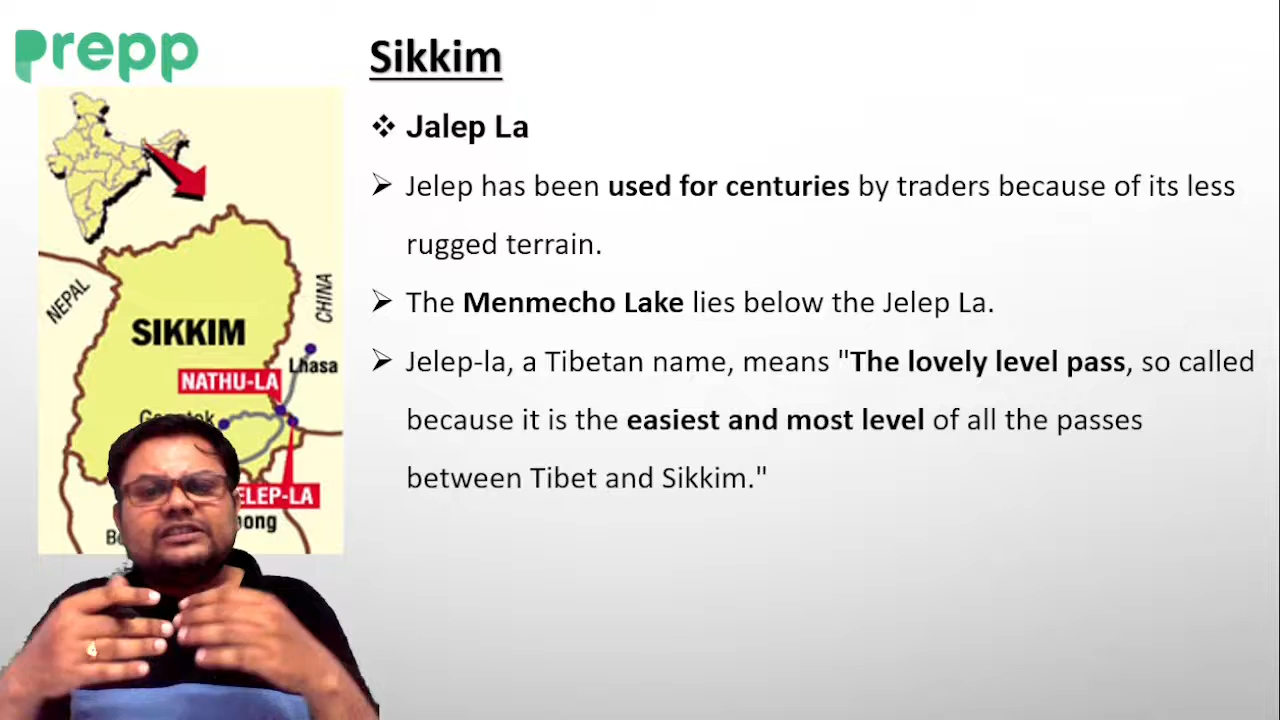 prepp
Sikkim
❖ Jalep La
➢ Jelep has been used for centuries by traders because of its less
rugged terrain.
➢ The Menmecho Lake lies below the Jelep La.
➢ Jelep-la, a Tibetan name, means "The lovely level pass, so called
because it is the easiest and most level of all the passes
between Tibet and Sikkim."
NEPAL
CHINA
SIKKIM
Lhasa
NATHU-LA
ELEP-LA
ong